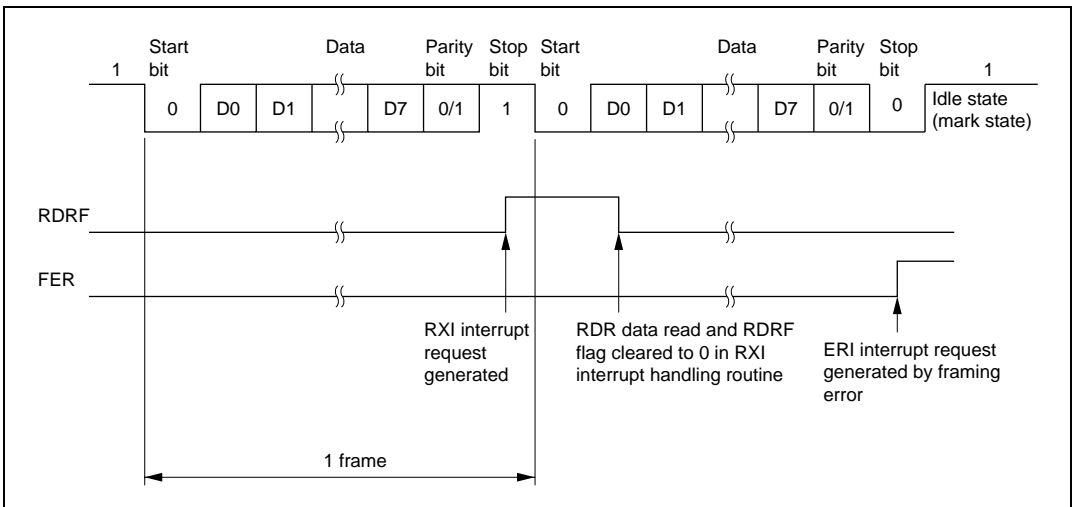 Start bit Data Parity bit Stop bit Start bit Data Parity bit Stop bit
1 1
0 D0 D1 D7 0/1 1 0 D0 D1 D7 0/1 0 Idle state (mark state)
RDRF
FER
RXI interrupt
request
generated
RDR data read and RDRF
flag cleared to 0 in RXI
interrupt handling routine
ERI interrupt request
generated by framing
error
1 frame